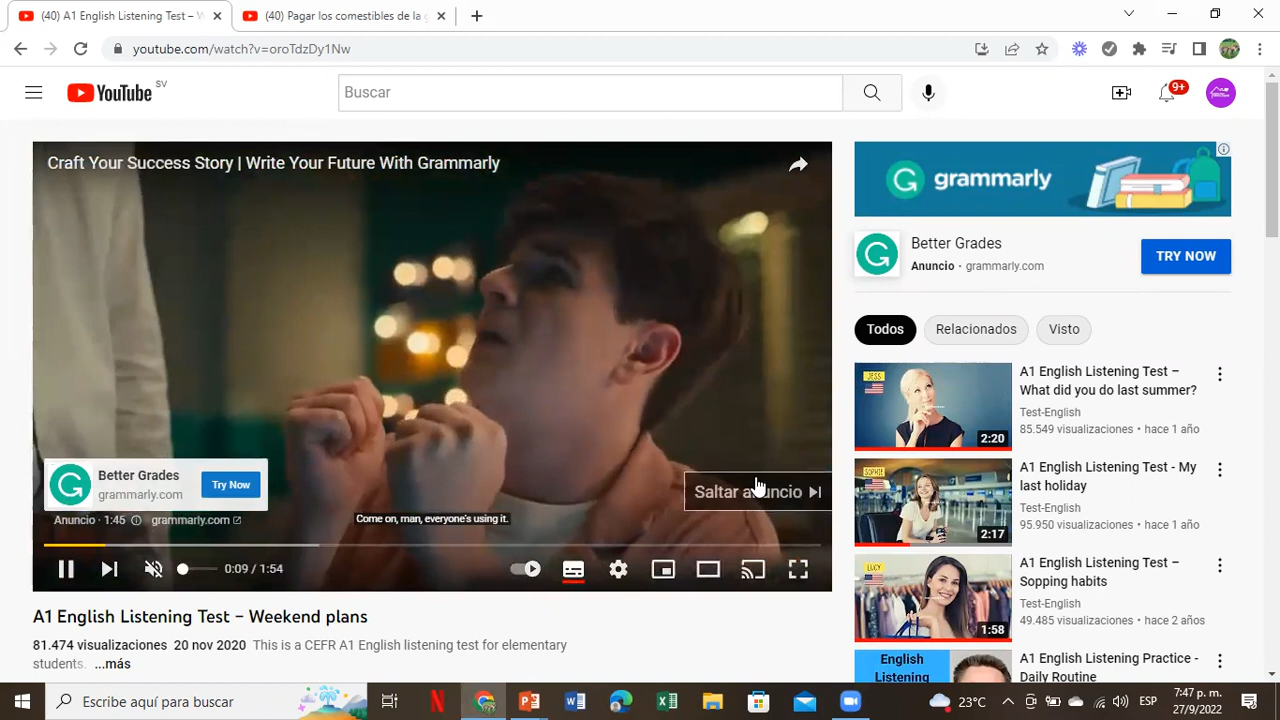 (40) A1 English Listening Test – W
(40) Pagar los comestibles de la g
youtube.com/watch?v=oroTdzDy1Nw
YouTube SV
Buscar
9+
Craft Your Success Story | Write Your Future With Grammarly
Better Grades
grammarly.com
Try Now
Anuncio · 1:45
grammarly.com
Come on, man, everyone's using it.
Saltar anuncio
0:09 / 1:54
A1 English Listening Test – Weekend plans
81.474 visualizaciones 20 nov 2020 This is a CEFR A1 English listening test for elementary
students. ...más
grammarly
Better Grades
Anuncio · grammarly.com
TRY NOW
Todos
Relacionados
Visto
JESS
2:20
A1 English Listening Test –
What did you do last summer?
Test-English
85.549 visualizaciones • hace 1 año
SOPHIE
2:17
A1 English Listening Test - My
last holiday
Test-English
95.950 visualizaciones • hace 1 año
LUCY
1:58
A1 English Listening Test –
Sopping habits
Test-English
49.485 visualizaciones • hace 2 años
English
Listening
A1 English Listening Practice -
Daily Routine
Escribe aquí para buscar
23°C
ESP
7:47 p. m.
27/9/2022